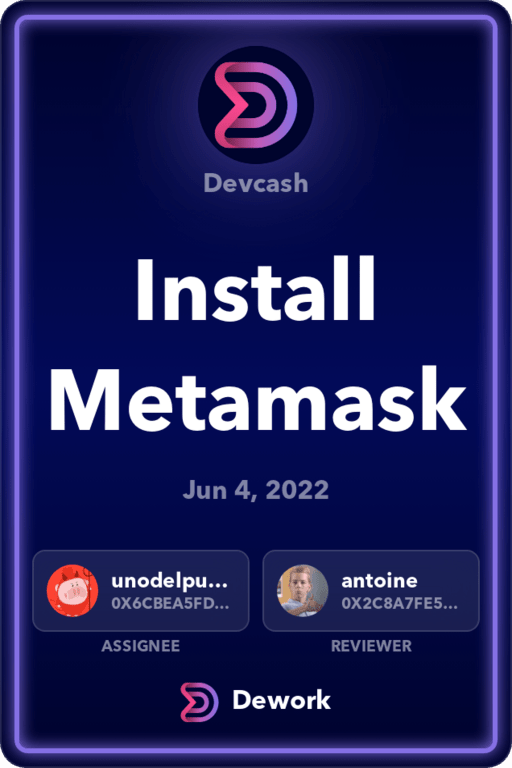 Devcash
Install
Metamask
Jun 4, 2022
unodelpu...
0X6CBEA5FD...
antoine
0X2C8A7FE5...
ASSIGNEE
REVIEWER
Dework